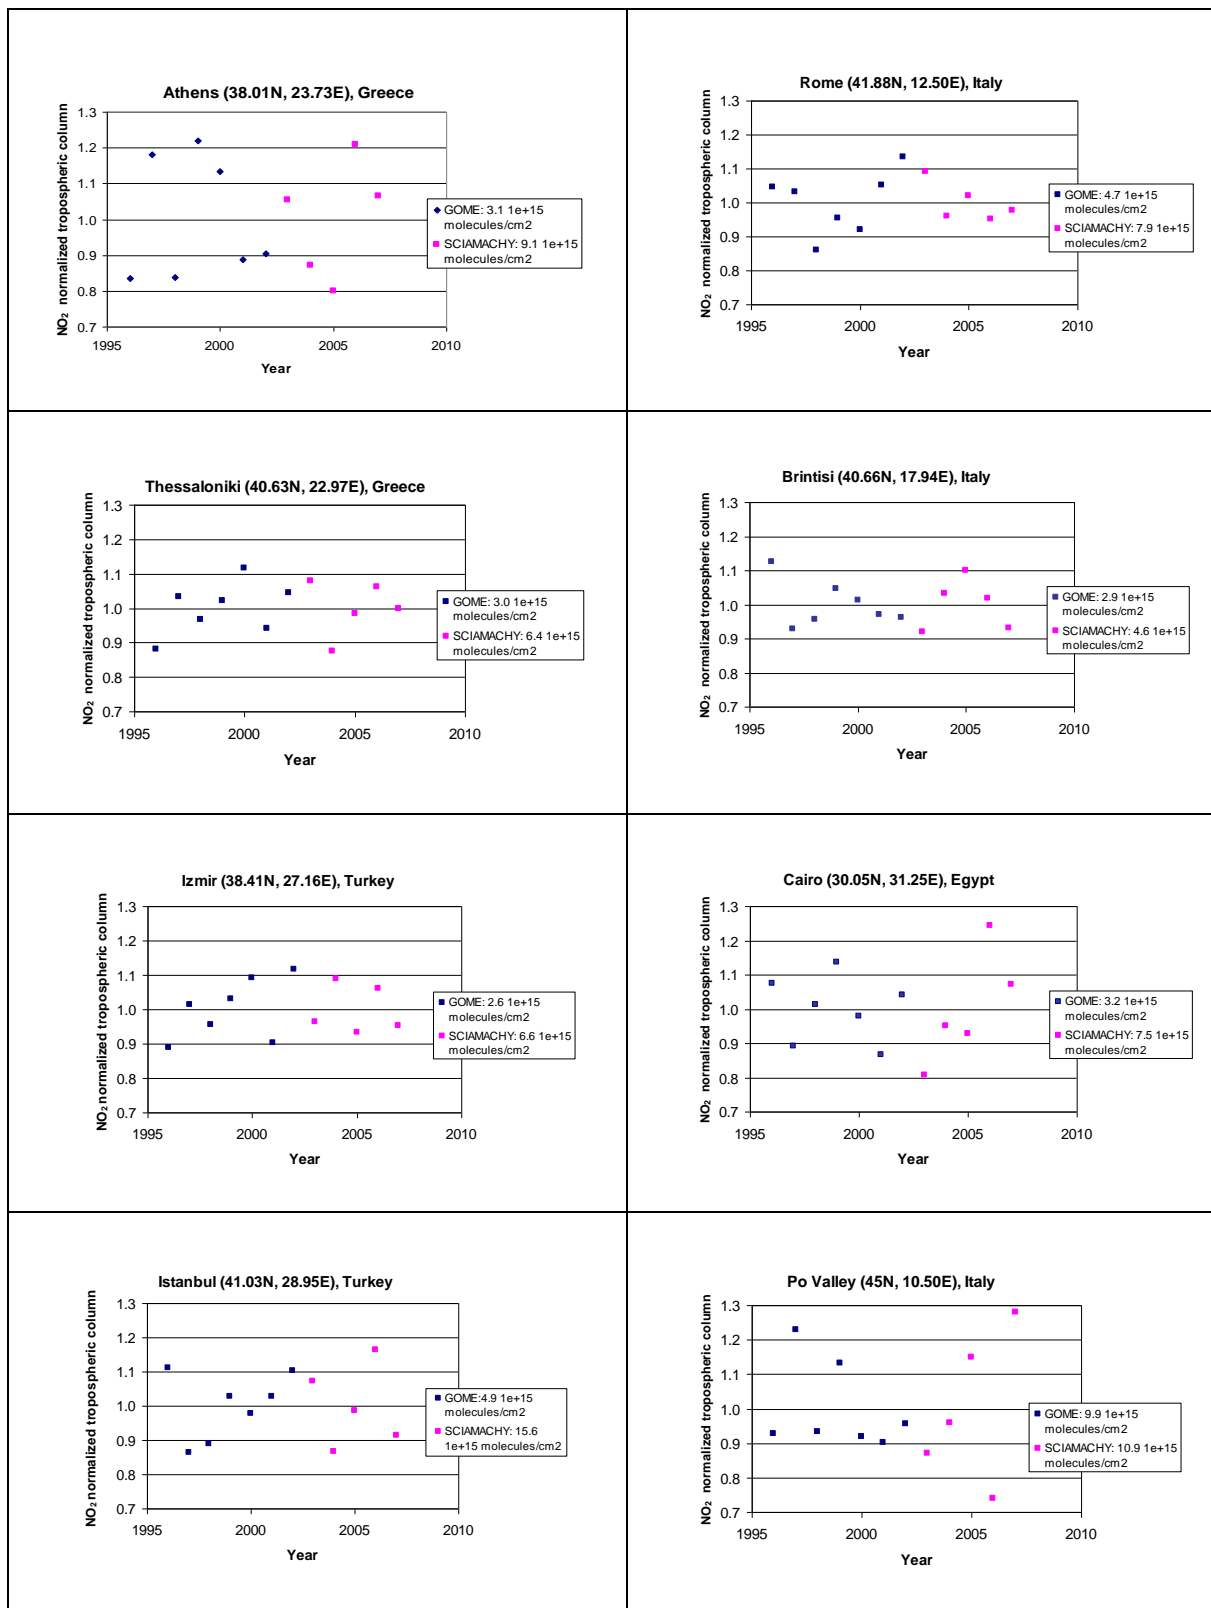 Athens (38.01N, 23.73E), Greece
NO2 normalized tropospheric column
1.3
1.2
1.1
1.0
0.9
0.8
0.7
1995
2000
2005
2010
Year
GOME: 3.1 1e+15
molecules/cm2
SCIAMACHY: 9.1 1e+15
molecules/cm2
Rome (41.88N, 12.50E), Italy
NO2 normalized tropospheric column
1.3
1.2
1.1
1.0
0.9
0.8
0.7
1995
2000
2005
2010
Year
GOME: 4.7 1e+15
molecules/cm2
SCIAMACHY: 7.9 1e+15
molecules/cm2
Thessaloniki (40.63N, 22.97E), Greece
NO2 normalized tropospheric column
1.3
1.2
1.1
1.0
0.9
0.8
0.7
1995
2000
2005
2010
Year
GOME: 3.0 1e+15
molecules/cm2
SCIAMACHY: 6.4 1e+15
molecules/cm2
Brintisi (40.66N, 17.94E), Italy
NO2 normalized tropospheric column
1.3
1.2
1.1
1.0
0.9
0.8
0.7
1995
2000
2005
2010
Year
GOME: 2.9 1e+15
molecules/cm2
SCIAMACHY: 4.6 1e+15
molecules/cm2
Izmir (38.41N, 27.16E), Turkey
NO2 normalized tropospheric column
1.3
1.2
1.1
1.0
0.9
0.8
0.7
1995
2000
2005
2010
Year
GOME: 2.6 1e+15
molecules/cm2
SCIAMACHY: 6.6 1e+15
molecules/cm2
Cairo (30.05N, 31.25E), Egypt
NO2 normalized tropospheric column
1.3
1.2
1.1
1.0
0.9
0.8
0.7
1995
2000
2005
2010
Year
GOME: 3.2 1e+15
molecules/cm2
SCIAMACHY: 7.5 1e+15
molecules/cm2
Istanbul (41.03N, 28.95E), Turkey
NO2 normalized tropospheric column
1.3
1.2
1.1
1.0
0.9
0.8
0.7
1995
2000
2005
2010
Year
GOME:4.9 1e+15
molecules/cm2
SCIAMACHY: 15.6
1e+15 molecules/cm2
Po Valley (45N, 10.50E), Italy
NO2 normalized tropospheric column
1.3
1.2
1.1
1.0
0.9
0.8
0.7
1995
2000
2005
2010
Year
GOME: 9.9 1e+15
molecules/cm2
SCIAMACHY: 10.9 1e+15
molecules/cm2